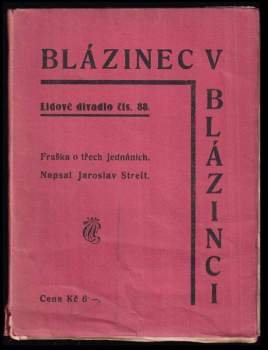 BLÁZINEC V BLÁZINCI
Lidové divadlo čís. 88.
Fraška o třech jednáních.
Napsal Jaroslav Streit.
Cena Kč 6 –,